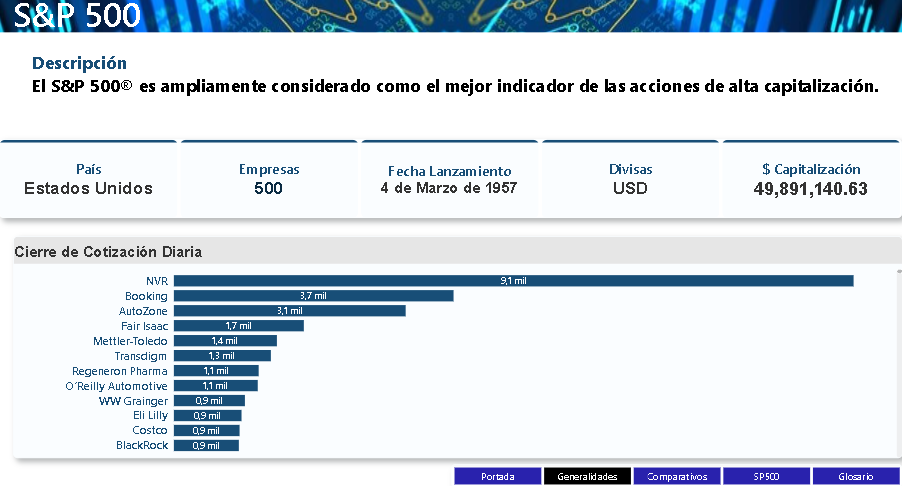 S&P 500
Descripción
El S&P 500® es ampliamente considerado como el mejor indicador de las acciones de alta capitalización.
País
Estados Unidos
Empresas
500
Fecha Lanzamiento
4 de Marzo de 1957
Divisas
USD
$ Capitalización
49,891,140.63
Cierre de Cotización Diaria
NVR 9,1 mil
Booking 3,7 mil
AutoZone 3,1 mil
Fair Isaac 1,7 mil
Mettler-Toledo 1,4 mil
Transdigm 1,3 mil
Regeneron Pharma 1,1 mil
O´Reilly Automotive 1,1 mil
WW Grainger 0,9 mil
Eli Lilly 0,9 mil
Costco 0,9 mil
BlackRock 0,9 mil
Portada Generalidades Comparativos SP500 Glosario